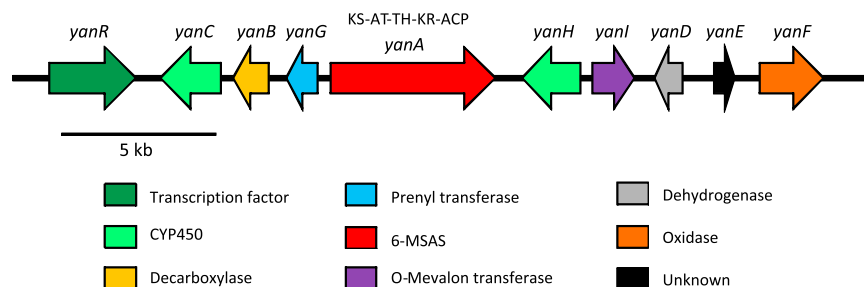 KS-AT-TH-KR-ACP
yanR yanC yanB yanG yanA yanH yanI yanD yanE yanF
5 kb
Transcription factor Prenyl transferase Dehydrogenase
CYP450 6-MSAS Oxidase
Decarboxylase O-Mevalon transferase Unknown